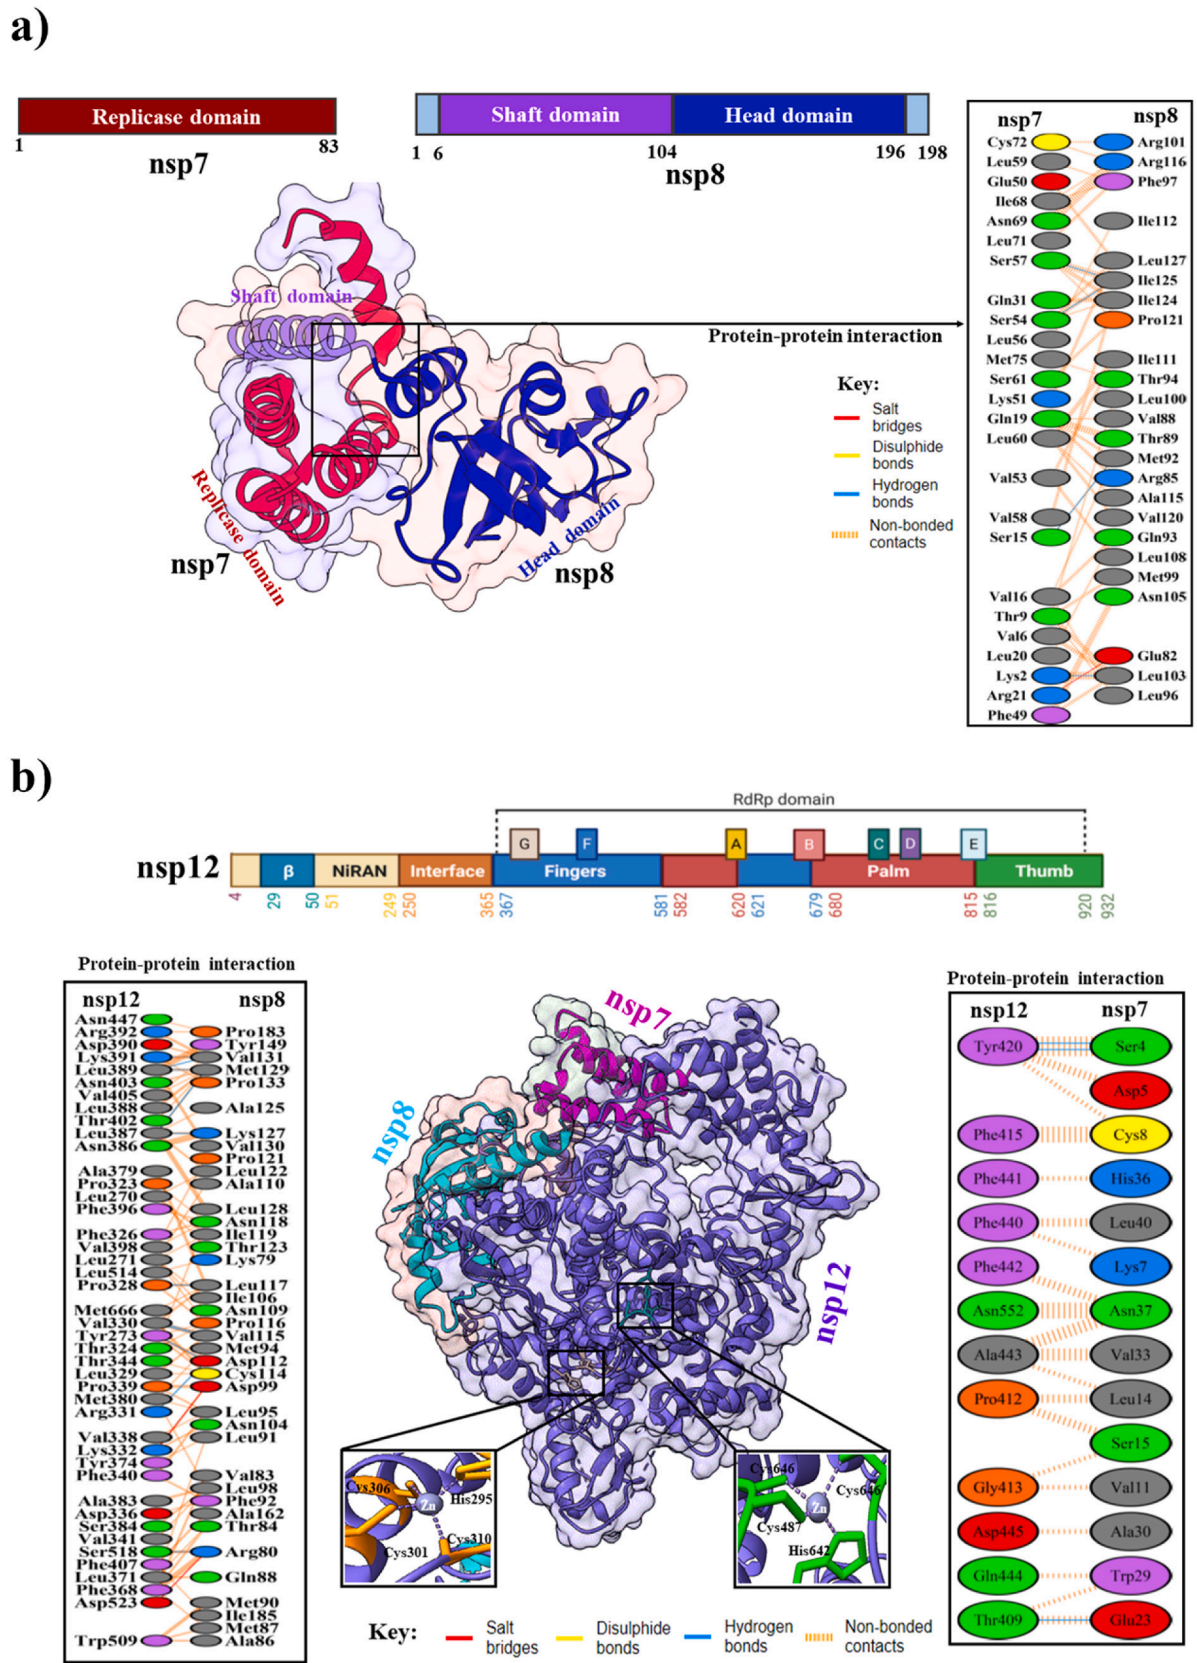 a)
Replicase domain
1 83
nsp7
Shaft domain Head domain
1 6 104 196 198
nsp8
nsp7 nsp8
Cys72 Arg101
Leu59 Arg116
Glu50 Phe97
Ile68
Asn69 Ile112
Leu71
Ser57 Leu127
Ile125
Gln31 Ile124
Ser54 Pro121
Leu56
Met75 Ile111
Ser61 Thr94
Lys51 Leu100
Gln19 Val88
Leu60 Thr89
Met92
Val53 Arg85
Ala115
Val58 Val120
Ser15 Gln93
Leu108
Met99
Val16 Asn105
Thr9
Val6
Leu20 Glu82
Lys2 Leu103
Arg21 Leu96
Phe49
Shaft domain
Replicase domain
Head domain
nsp7
nsp8
Protein-protein interaction
Key:
Salt
bridges
Disulphide
bonds
Hydrogen
bonds
Non-bonded
contacts
b)
RdRp domain
G F A B C D E
nsp12
β NiRAN Interface Fingers Palm Thumb
4 29 50 51 249 250 365 367 581 582 620 621 679 680 815 816 920 932
Protein-protein interaction
nsp12 nsp8
Asn447
Arg392 Pro183
Asp390 Tyr149
Lys391 Val131
Leu389 Met129
Asn403 Pro133
Val405
Leu388 Ala125
Thr402
Leu387 Lys127
Asn386 Val130
Pro121
Ala379 Leu122
Pro323 Ala110
Leu270
Phe396 Leu128
Asn118
Phe326 Ile119
Val398 Thr123
Leu271 Lys79
Leu514
Pro328 Leu117
Ile106
Met666 Asn109
Val330 Pro116
Tyr273 Val115
Thr324 Met94
Thr344 Asp112
Leu329 Cys114
Pro339 Asp99
Met380
Arg331 Leu95
Asn104
Val338 Leu91
Lys332
Tyr374
Phe340 Val83
Leu98
Ala383 Phe92
Asp336 Ala162
Ser384 Thr84
Val341
Ser518 Arg80
Phe407
Leu371 Gln88
Phe368
Asp523 Met90
Ile185
Met87
Trp509 Ala86
nsp7
nsp8
nsp12
Cys306
Zn
His295
Cys301
Cys310
Cys646
Zn
Cys646
Cys487
His642
Protein-protein interaction
nsp12 nsp7
Tyr420 Ser4
Asp5
Phe415 Cys8
Phe441 His36
Phe440 Leu40
Phe442 Lys7
Asn552 Asn37
Ala443 Val33
Pro412 Leu14
Ser15
Gly413 Val11
Asp445 Ala30
Gln444 Trp29
Thr409 Glu23
Key:
Salt
bridges
Disulphide
bonds
Hydrogen
bonds
Non-bonded
contacts